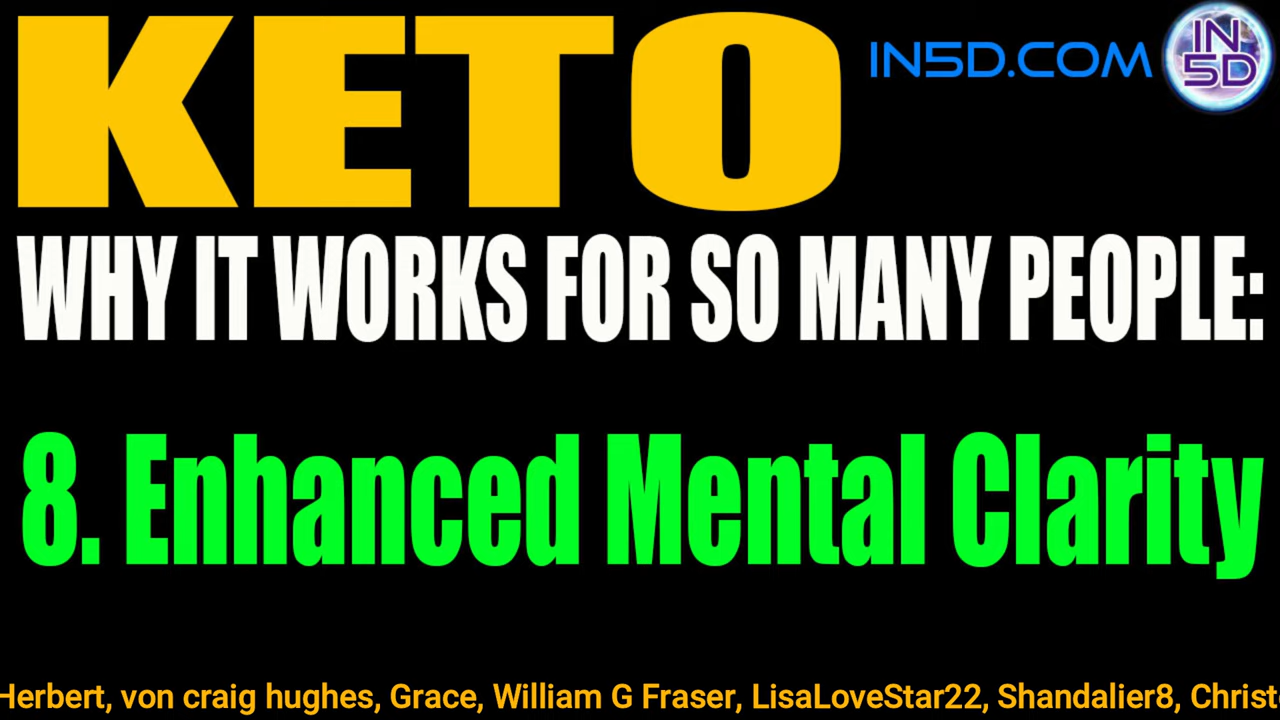 KETO
IN5D.COM
IN
5D
WHY IT WORKS FOR SO MANY PEOPLE:
8. Enhanced Mental Clarity
Herbert, von craig hughes, Grace, William G Fraser, LisaLoveStar22, Shandalier8,